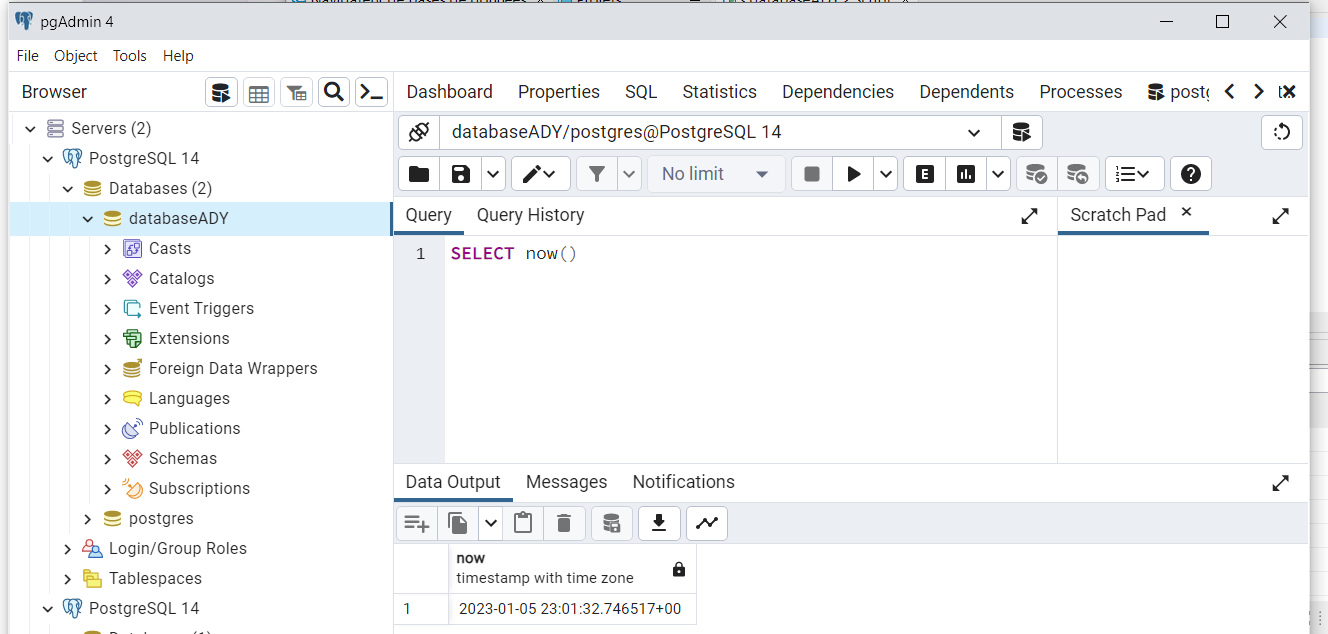 pgAdmin 4
File Object Tools Help
Browser
Dashboard Properties SQL Statistics Dependencies Dependents Processes
Servers (2)
PostgreSQL 14
Databases (2)
databaseADY
Casts
Catalogs
Event Triggers
Extensions
Foreign Data Wrappers
Languages
Publications
Schemas
Subscriptions
postgres
Login/Group Roles
Tablespaces
PostgreSQL 14
databaseADY/postgres@PostgreSQL 14
No limit
E
Query Query History
Scratch Pad
1 SELECT now()
Data Output Messages Notifications
now
timestamp with time zone
1 2023-01-05 23:01:32.746517+00